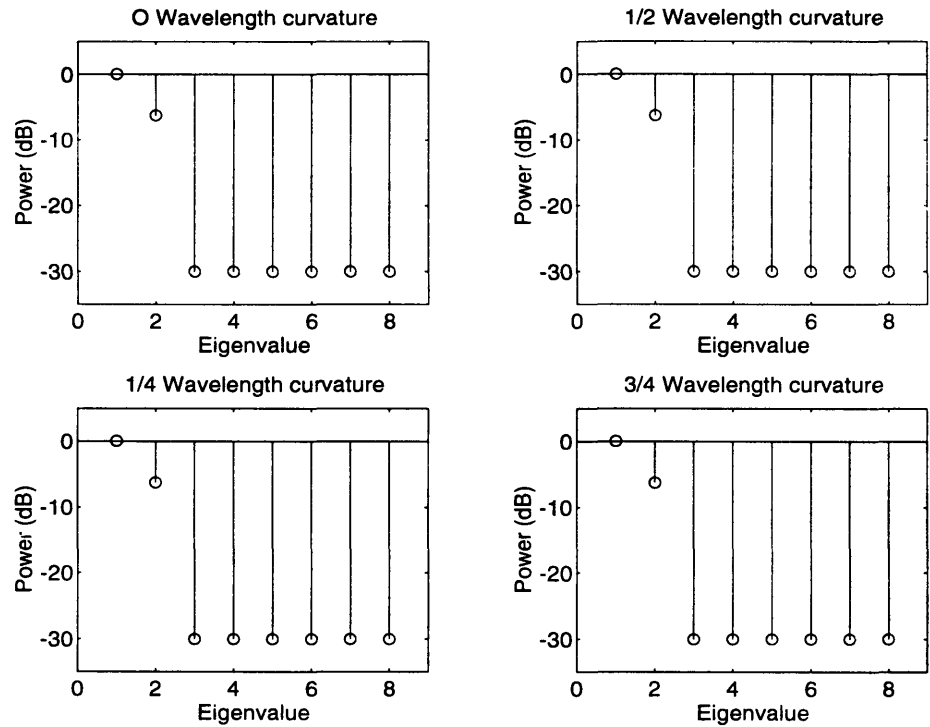 O Wavelength curvature
0
-10
-20
-30
Power (dB)
0 2 4 6 8
Eigenvalue
1/2 Wavelength curvature
0
-10
-20
-30
Power (dB)
0 2 4 6 8
Eigenvalue
1/4 Wavelength curvature
0
-10
-20
-30
Power (dB)
0 2 4 6 8
Eigenvalue
3/4 Wavelength curvature
0
-10
-20
-30
Power (dB)
0 2 4 6 8
Eigenvalue